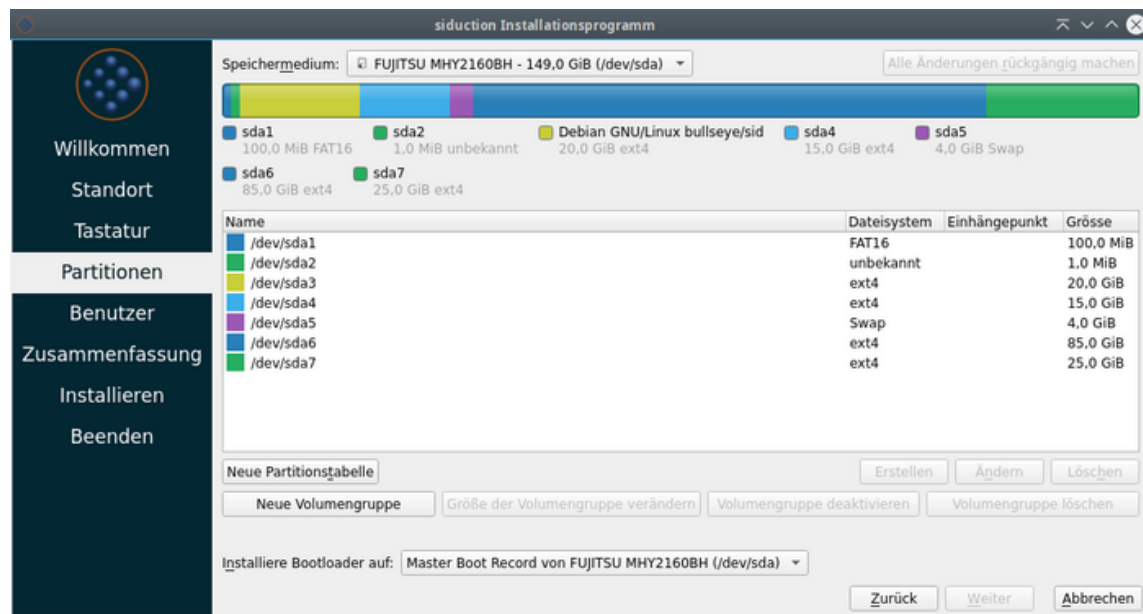 siduction Installationsprogramm
Willkommen
Standort
Tastatur
Partitionen
Benutzer
Zusammenfassung
Installieren
Beenden
Speichermedium: FUJITSU MHY2160BH - 149,0 GiB (/dev/sda) Alle Änderungen rückgängig machen
sda1 sda2 Debian GNU/Linux bullseye/sid sda4 sda5
100,0 MiB FAT16 1,0 MiB unbekannt 20,0 GiB ext4 15,0 GiB ext4 4,0 GiB Swap
sda6 sda7
85,0 GiB ext4 25,0 GiB ext4
Name Dateisystem Einhängepunkt Grösse
/dev/sda1 FAT16 100,0 MiB
/dev/sda2 unbekannt 1,0 MiB
/dev/sda3 ext4 20,0 GiB
/dev/sda4 ext4 15,0 GiB
/dev/sda5 Swap 4,0 GiB
/dev/sda6 ext4 85,0 GiB
/dev/sda7 ext4 25,0 GiB
Neue Partitionstabelle Erstellen Ändern Löschen
Neue Volumengruppe Größe der Volumengruppe verändern Volumengruppe deaktivieren Volumengruppe löschen
Installiere Bootloader auf: Master Boot Record von FUJITSU MHY2160BH (/dev/sda)
Zurück Weiter Abbrechen